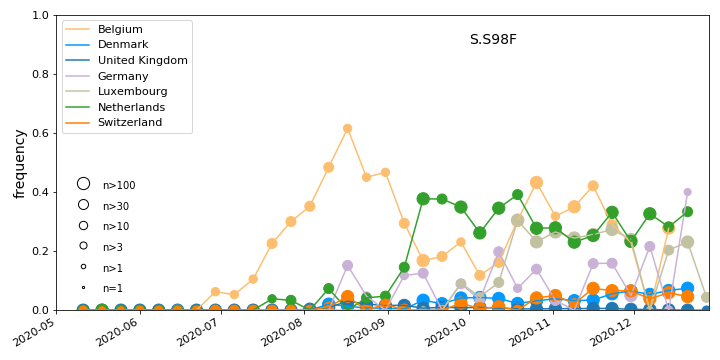 S.S98F
Belgium
Denmark
United Kingdom
Germany
Luxembourg
Netherlands
Switzerland
n>100
n>30
n>10
n>3
n>1
n=1
frequency
1.0
0.8
0.6
0.4
0.2
0.0
2020-05
2020-06
2020-07
2020-08
2020-09
2020-10
2020-11
2020-12